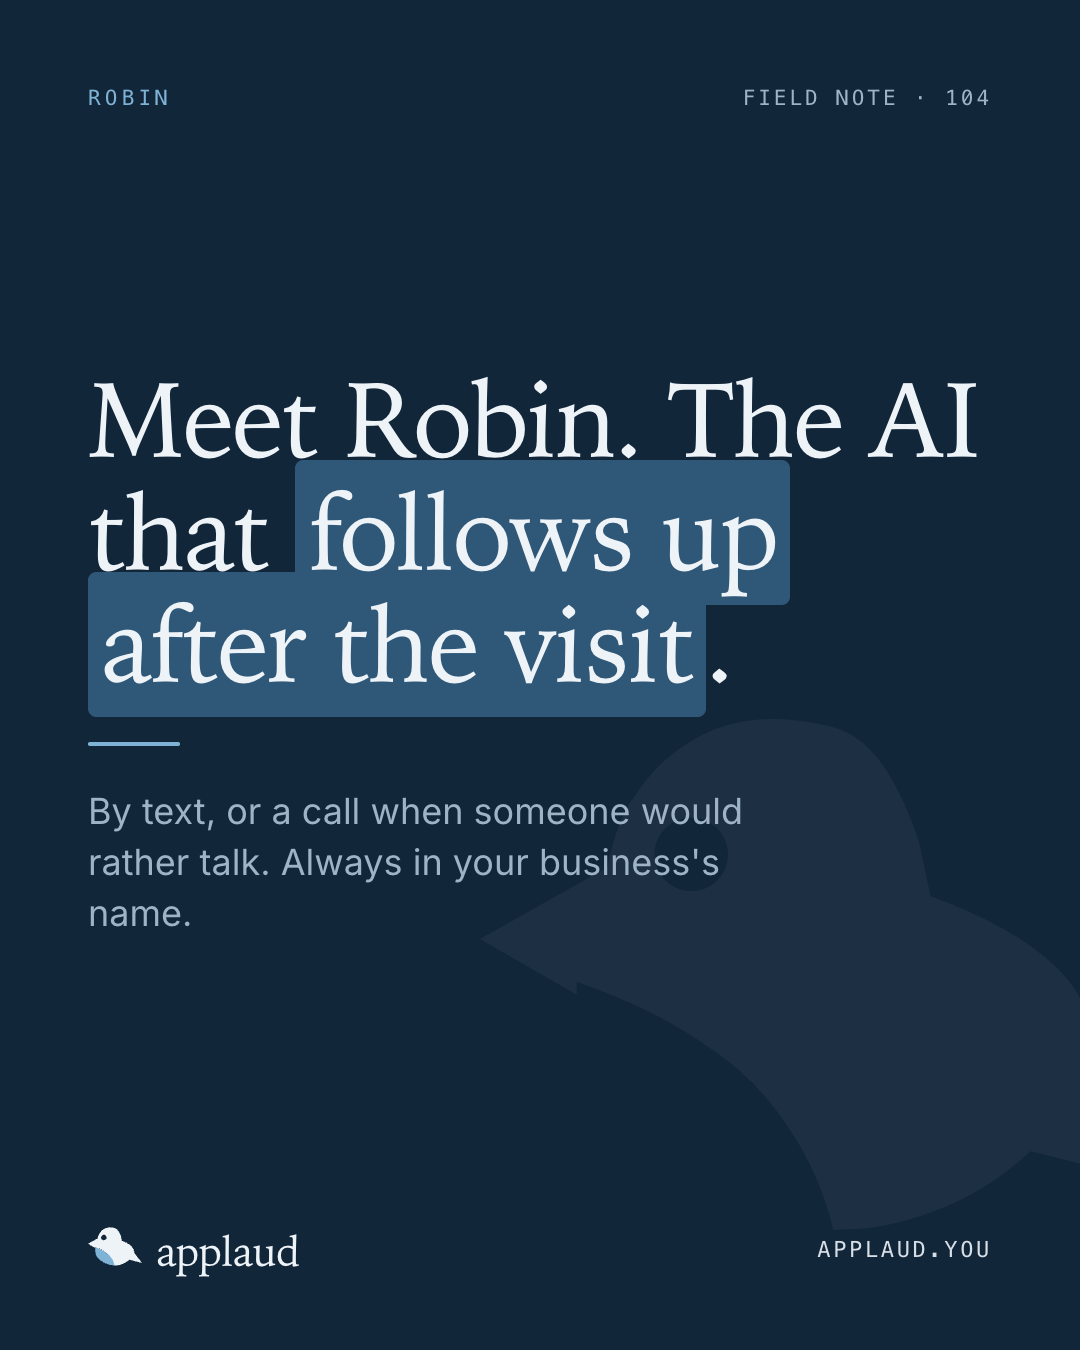 ROBIN
FIELD NOTE · 104
Meet Robin. The AI
that follows up
after the visit.
By text, or a call when someone would
rather talk. Always in your business's
name.
applaud
APPLAUD.YOU